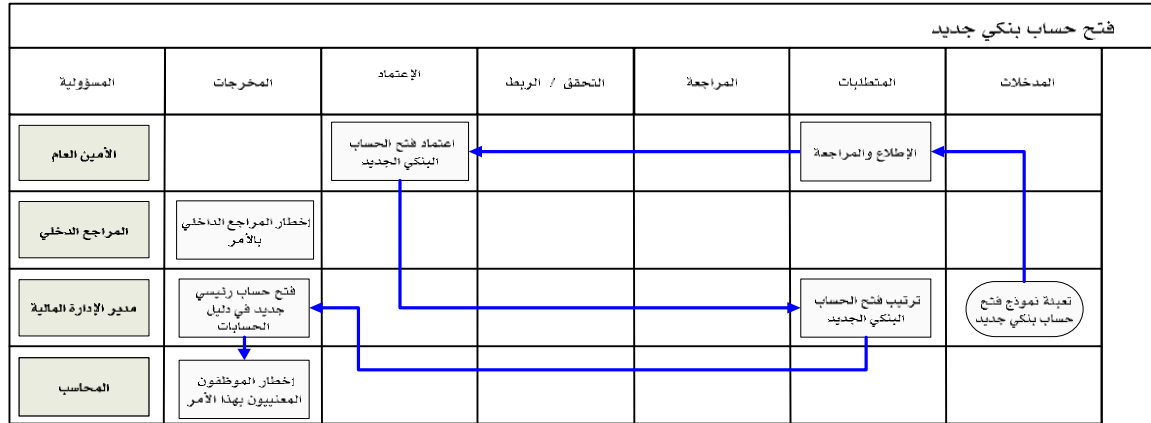 فتح حساب بنكي جديد
المدخلات
المتطلبات
المراجعة
التحقق / الربط
الإعتماد
المخرجات
المسؤولية
الإطلاع والمراجعة
اعتماد فتح الحساب
البنكي الجديد
الأمين العام
إخطار المراجع الداخلي
بالأمر
المراجع الدخلي
تعبئة نموذج فتح
حساب بنكي جديد
ترتيب فتح الحساب
البنكي الجديد
فتح حساب رئيسي
جديد في دليل
الحسابات
مدير الإدارة المالية
إخطار الموظفون
المعنييون بهذا الأمر
المحاسب